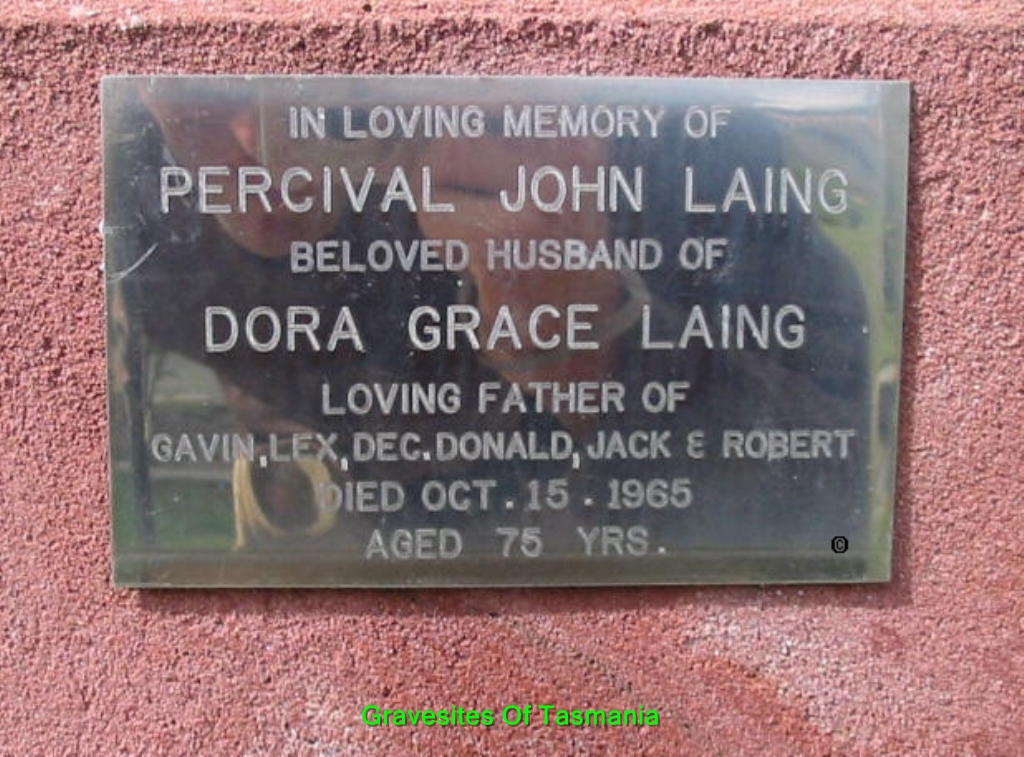 IN LOVING MEMORY OF
PERCIVAL JOHN LAING
BELOVED HUSBAND OF
DORA GRACE LAING
LOVING FATHER OF
GAVIN, LEX, DEC. DONALD, JACK & ROBERT
DIED OCT. 15. 1965
AGED 75 YRS.
©
Gravesites Of Tasmania